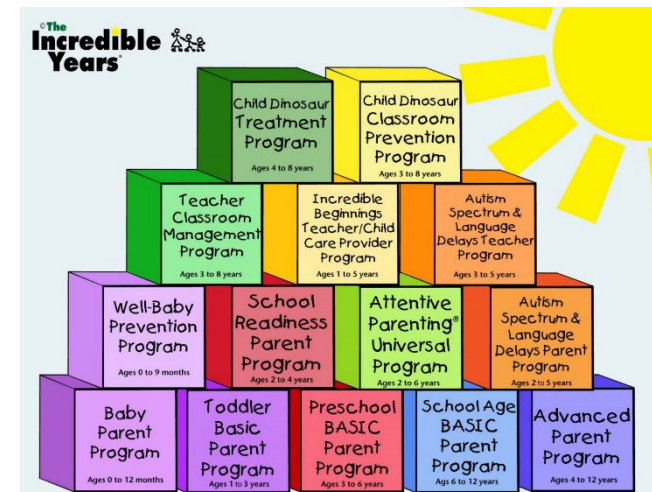 ©The
Incredible
Years®
Child Dinosaur
Treatment
Program
Ages 4 to 8 years
Child Dinosaur
Classroom
Prevention
Program
Ages 3 to 8 years
Teacher
Classroom
Management
Program
Ages 3 to 8 years
Incredible
Beginnings
Teacher/Child
Care Provider
Program
Ages 1 to 5 years
Autism
Spectrum &
Language
Delays Teacher
Program
Ages 3 to 5 years
Well-Baby
Prevention
Program
Ages 0 to 9 months
School
Readiness
Parent
Program
Ages 2 to 4 years
Attentive
Parenting®
Universal
Program
Ages 2 to 6 years
Autism
Spectrum &
Language
Delays Parent
Program
Ages 2 to 5 years
Baby
Parent
Program
Ages 0 to 12 months
Toddler
Basic
Parent
Program
Ages 1 to 3 years
Preschool
BASIC
Parent
Program
Ages 3 to 6 years
School Age
BASIC
Parent
Program
Ags 6 to 12 years
Advanced
Parent
Program
Ages 4 to 12 years